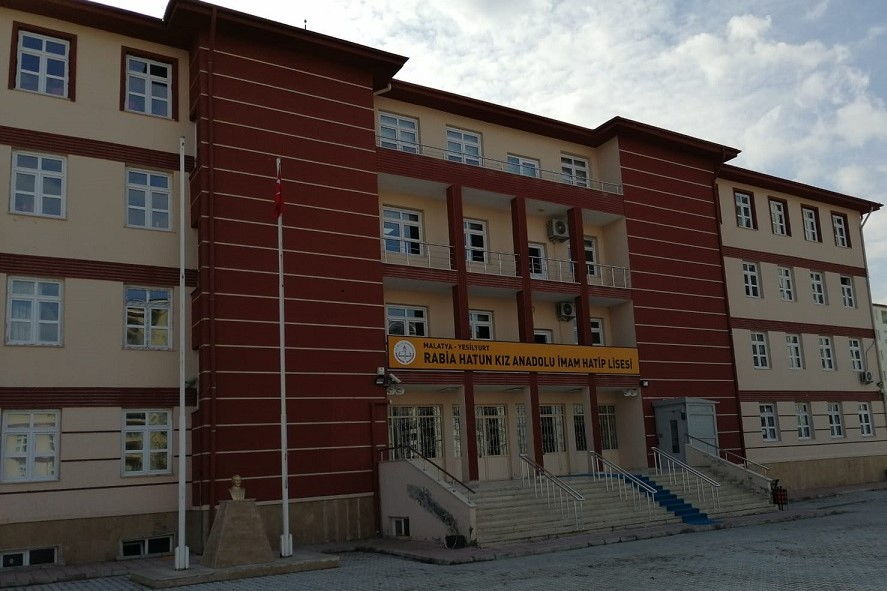 MALATYA - YEŞİLYURT
RABİA HATUN KIZ ANADOLU İMAM HATİP LİSESİ